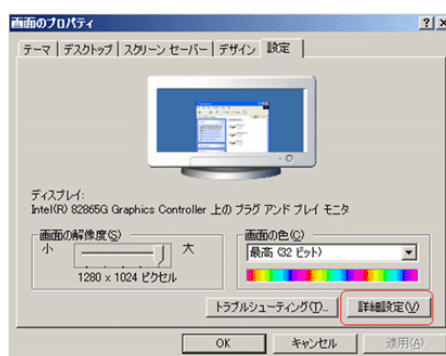 画面のプロパティ
テーマ デスクトップ スクリーン セーバー デザイン 設定
ディスプレイ:
Intel(R) 82865G Graphics Controller 上の プラグ アンド プレイ モニタ
画面の解像度(S)
小 大
1280 x 1024 ピクセル
画面の色(C)
最高 (32 ビット)
トラブルシューティング(T)... 詳細設定(V)
OK キャンセル 適用(A)